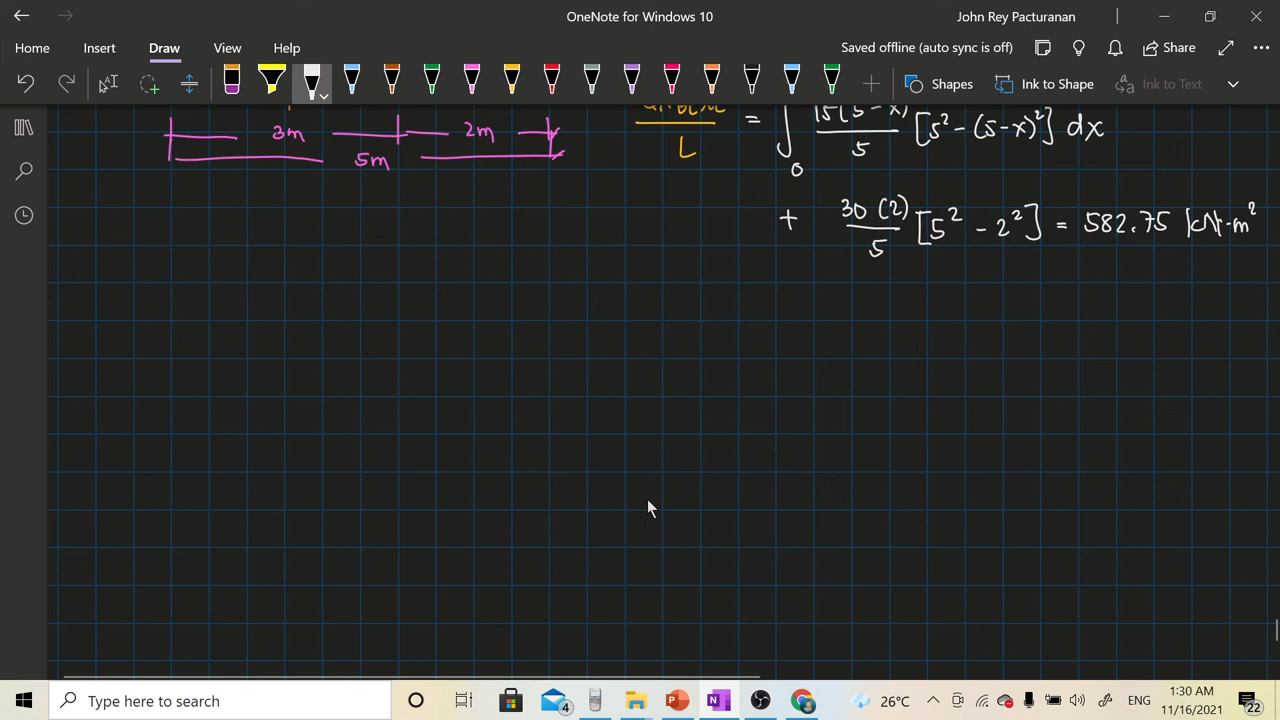 OneNote for Windows 10
John Rey Pacturanan
Home Insert Draw View Help
Saved offline (auto sync is off)
Share
Shapes
Ink to Shape
Ink to Text
3m 2m
5m
L
= ∫ 0 15(5-x) / 5 [5² - (5-x)²] dx
+ 30(2) / 5 [5² - 2²] = 582.75 kN·m²
Type here to search
4
26°C
ENG
1:30 AM
11/16/2021
22